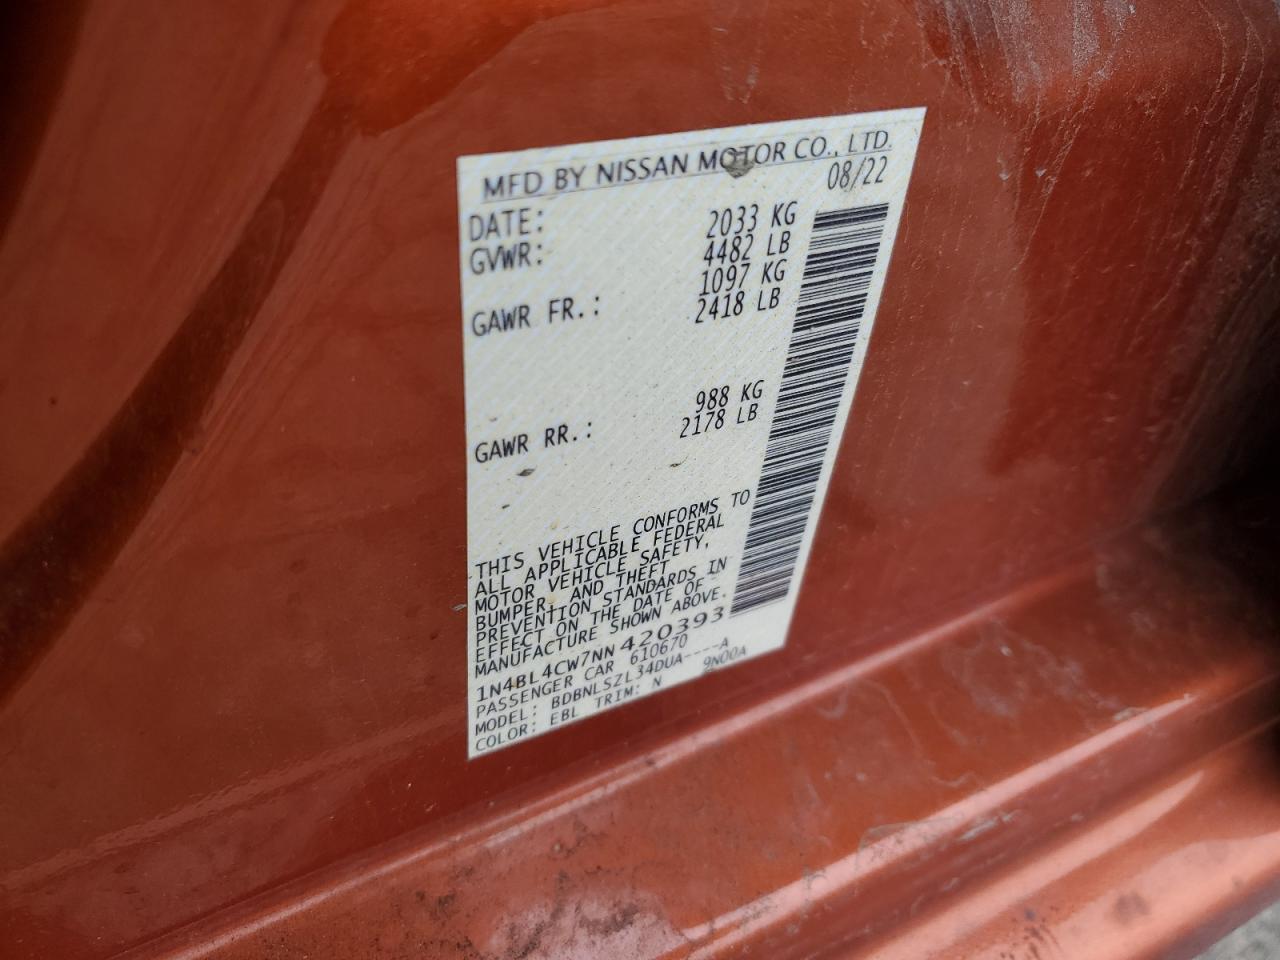 MFD BY NISSAN MOTOR CO., LTD.
DATE: 08/22
GVWR: 2033 KG
4482 LB
GAWR FR.: 1097 KG
2418 LB
GAWR RR.: 988 KG
2178 LB
THIS VEHICLE CONFORMS TO
ALL APPLICABLE FEDERAL
MOTOR VEHICLE SAFETY,
BUMPER, AND THEFT
PREVENTION STANDARDS IN
EFFECT ON THE DATE OF
MANUFACTURE SHOWN ABOVE.
1N4BL4CW7NN420393
PASSENGER CAR 610670
MODEL: BDBNLSZL34DUA----A
COLOR: EBL TRIM: N 9N00A